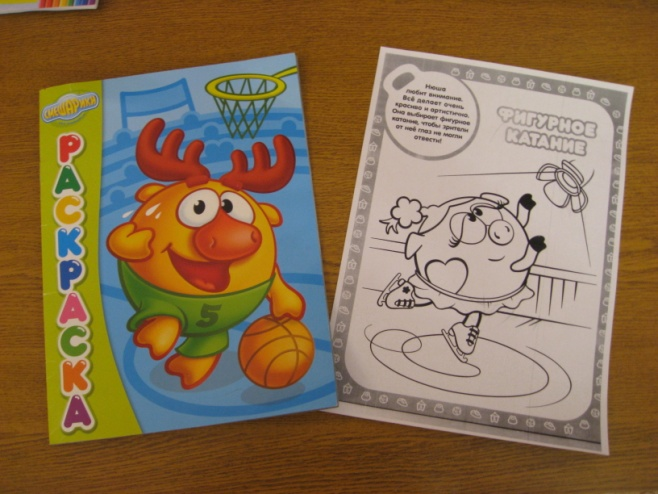 СМЕШАРИКИ
РАСКРАСКА
5
Нюша
любит внимание.
Всё делает очень
красиво и артистично.
Она выбирает фигурное
катание, чтобы зрители
от неё глаз не могли
отвести!
ФИГУРНОЕ
КАТАНИЕ